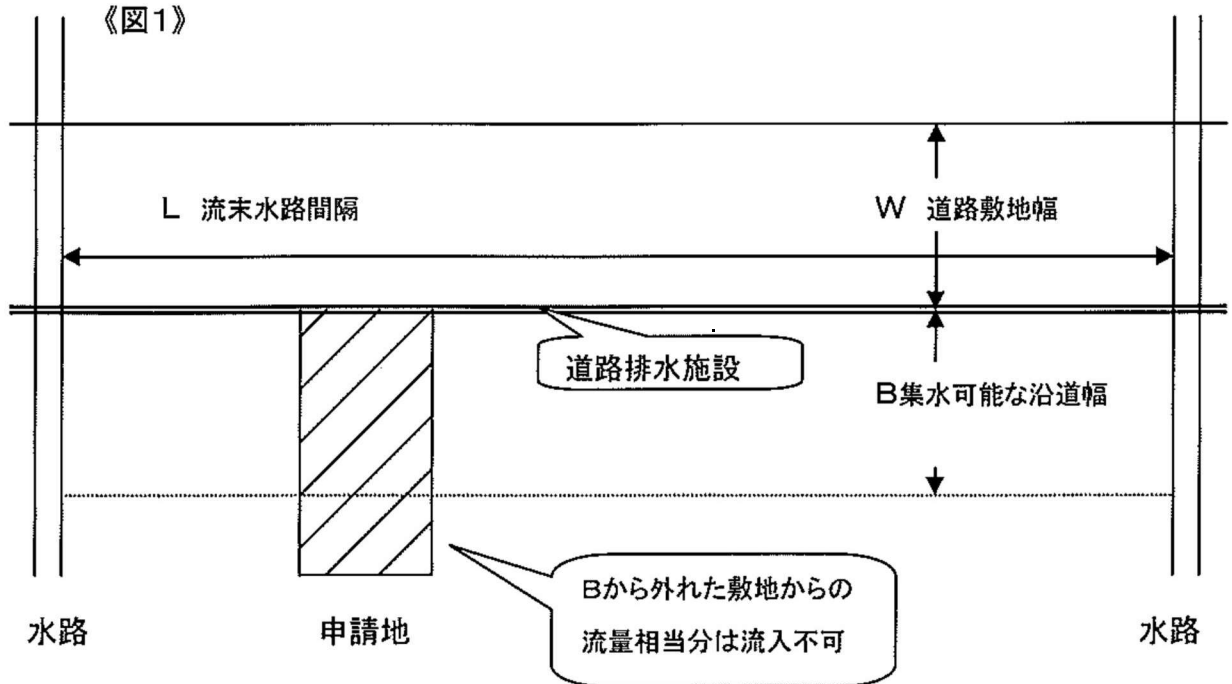 《図1》
L 流末水路間隔
W 道路敷地幅
道路排水施設
B集水可能な沿道幅
Bから外れた敷地からの
流量相当分は流入不可
水路
申請地
水路